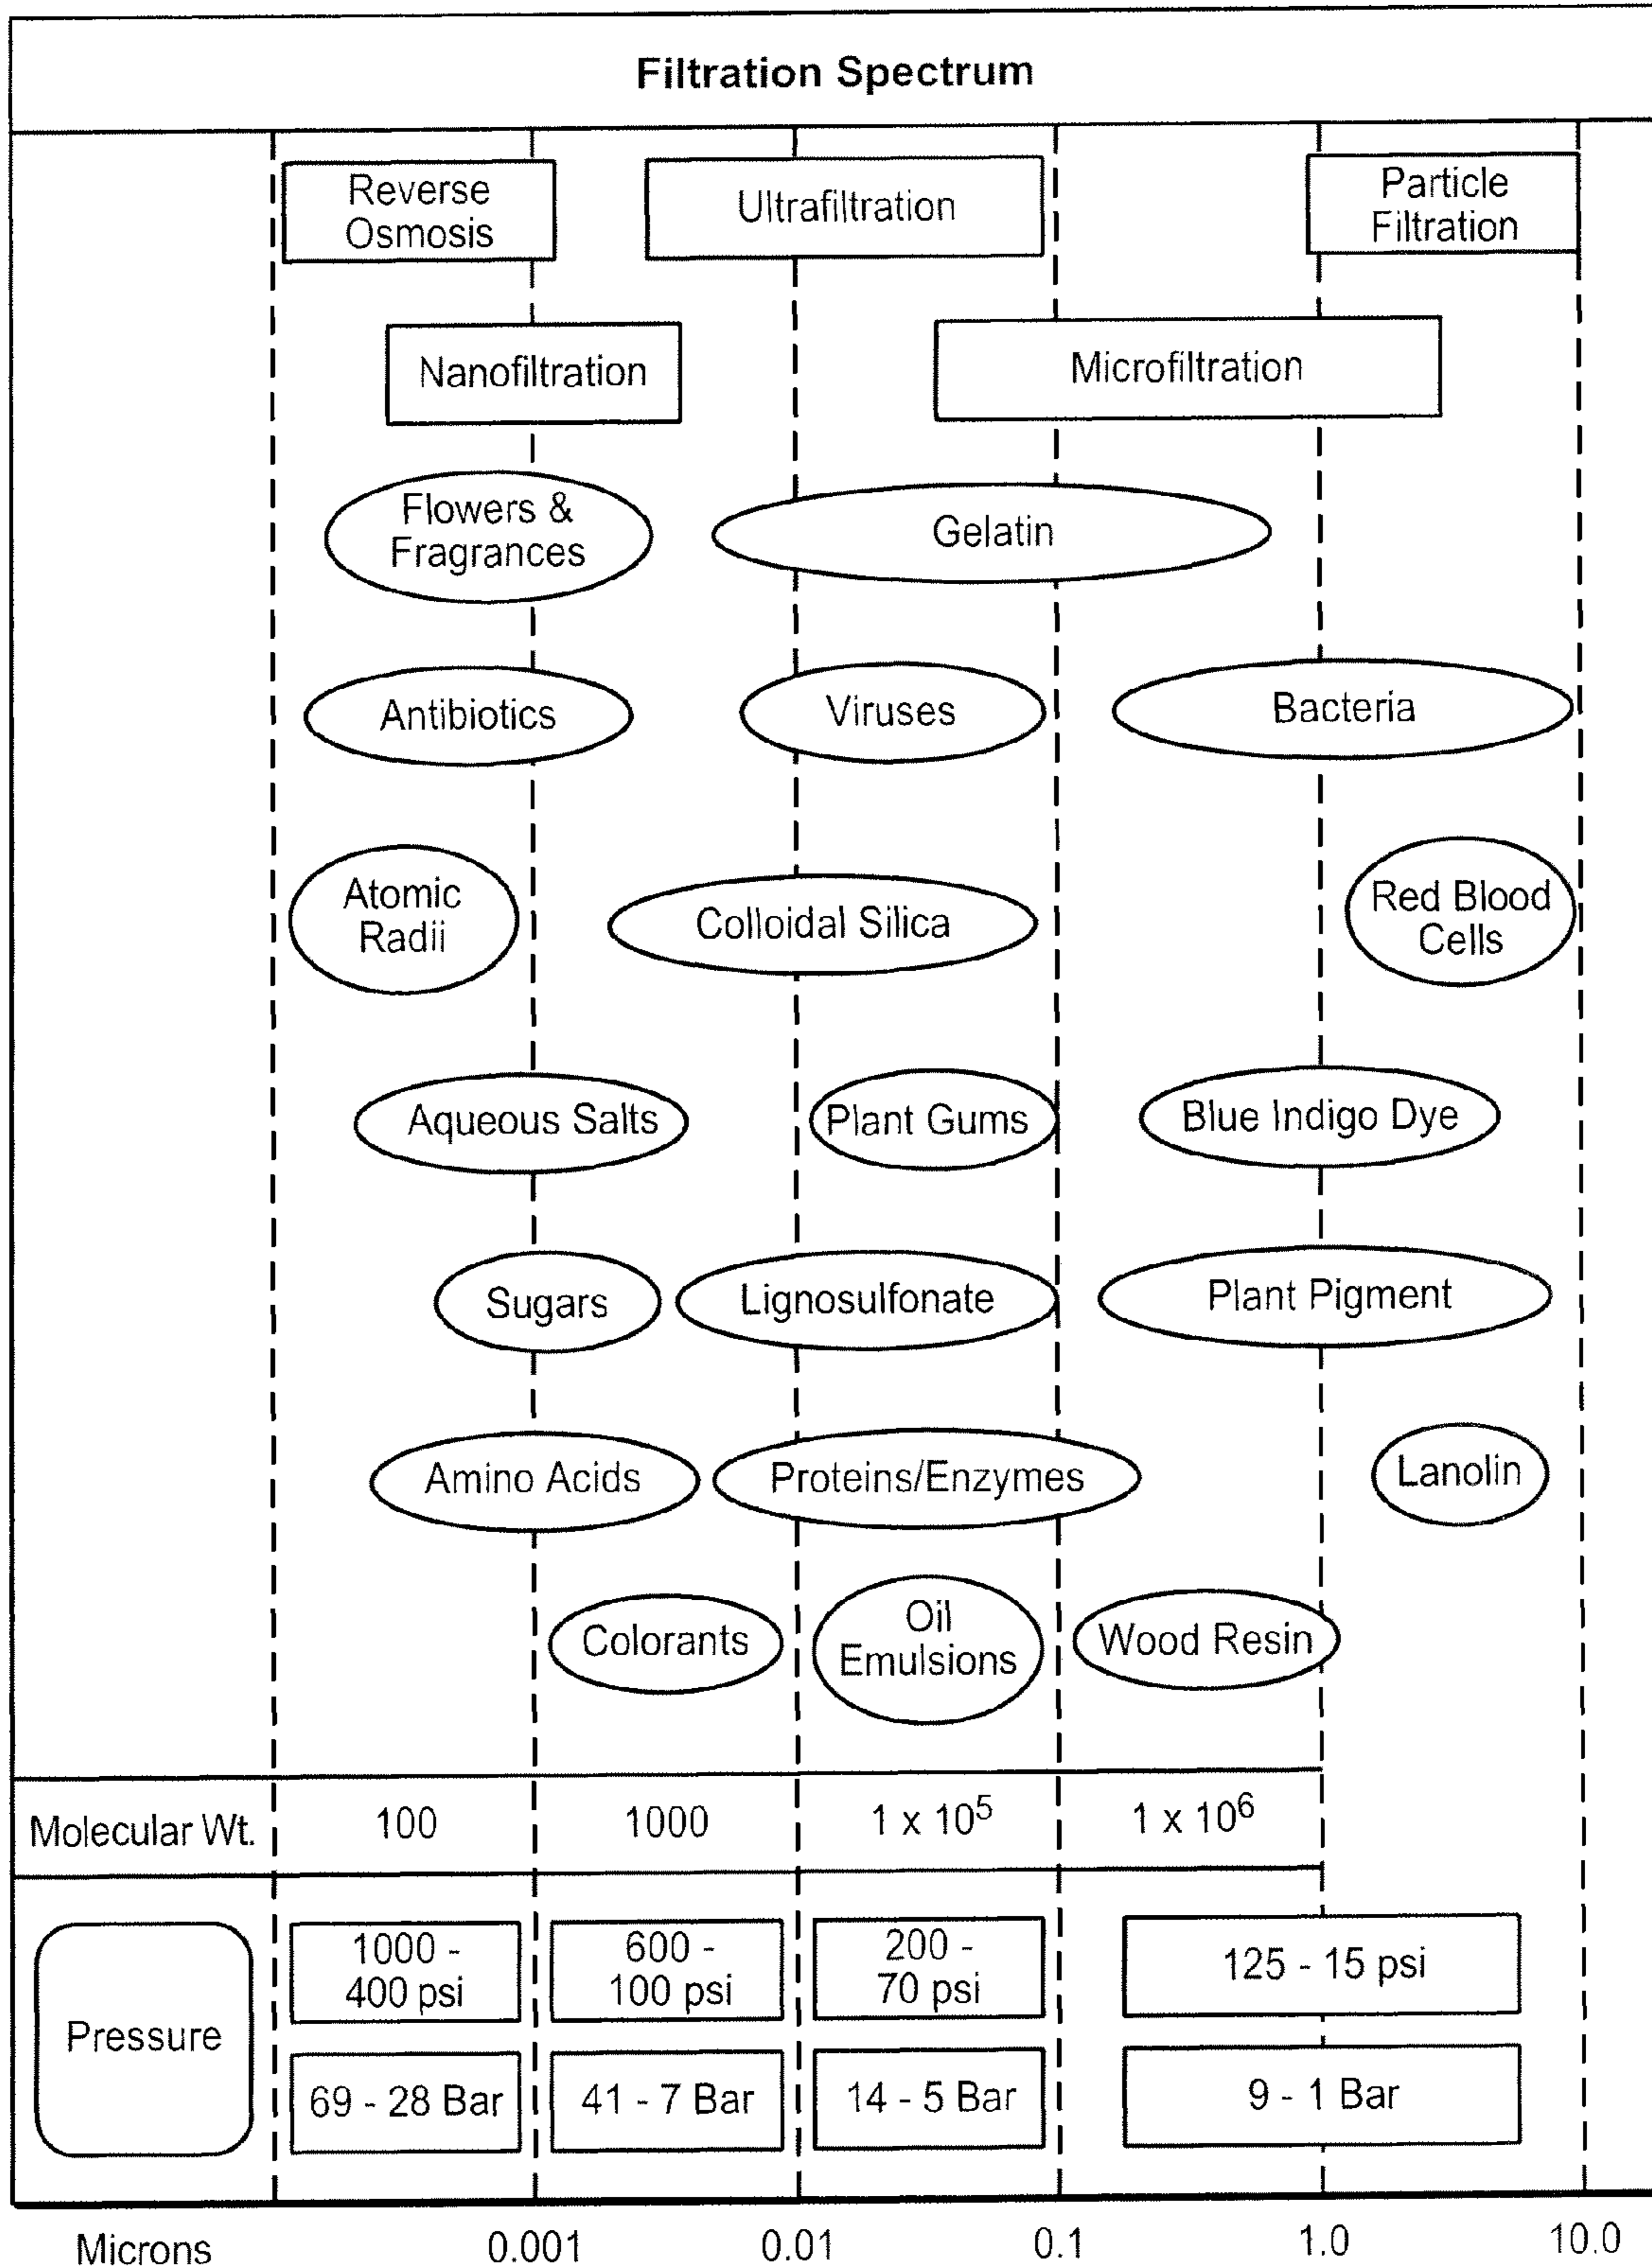 Filtration Spectrum
Reverse
Osmosis
Ultrafiltration
Particle
Filtration
Nanofiltration
Microfiltration
Flowers &
Fragrances
Gelatin
Antibiotics
Viruses
Bacteria
Atomic
Radii
Colloidal Silica
Red Blood
Cells
Aqueous Salts
Plant Gums
Blue Indigo Dye
Sugars
Lignosulfonate
Plant Pigment
Amino Acids
Proteins/Enzymes
Lanolin
Colorants
Oil
Emulsions
Wood Resin
Molecular Wt.
100
1000
1 x 10⁵
1 x 10⁶
Pressure
1000 -
400 psi
600 -
100 psi
200 -
70 psi
125 - 15 psi
69 - 28 Bar
41 - 7 Bar
14 - 5 Bar
9 - 1 Bar
Microns
0.001
0.01
0.1
1.0
10.0